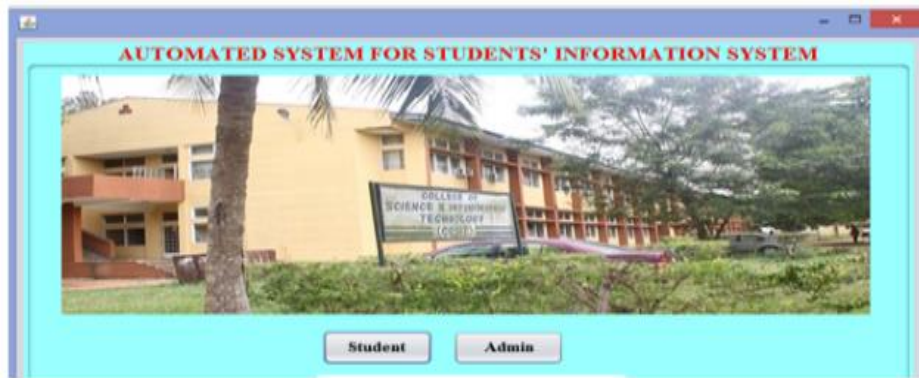 AUTOMATED SYSTEM FOR STUDENTS' INFORMATION SYSTEM
COLLEGE OF
SCIENCE & INFORMATION
TECHNOLOGY
Student Admin